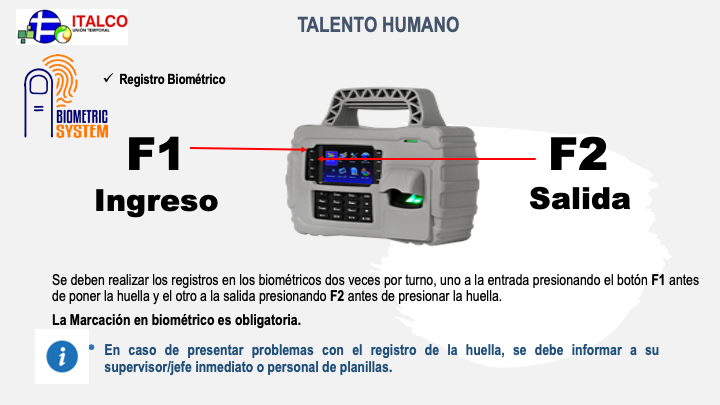 ITALCO
UNIÓN TEMPORAL
TALENTO HUMANO
✓ Registro Biométrico
BIOMETRIC
SYSTEM
F1
Ingreso
F2
Salida
Se deben realizar los registros en los biométricos dos veces por turno, uno a la entrada presionando el botón F1 antes
de poner la huella y el otro a la salida presionando F2 antes de presionar la huella.
La Marcación en biométrico es obligatoria.
• En caso de presentar problemas con el registro de la huella, se debe informar a su
supervisor/jefe inmediato o personal de planillas.